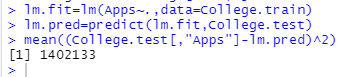 > lm.fit=lm(Apps~.,data=College.train)
> lm.pred=predict(lm.fit,College.test)
> mean((College.test[,"Apps"]-lm.pred)^2)
[1] 1402133
>